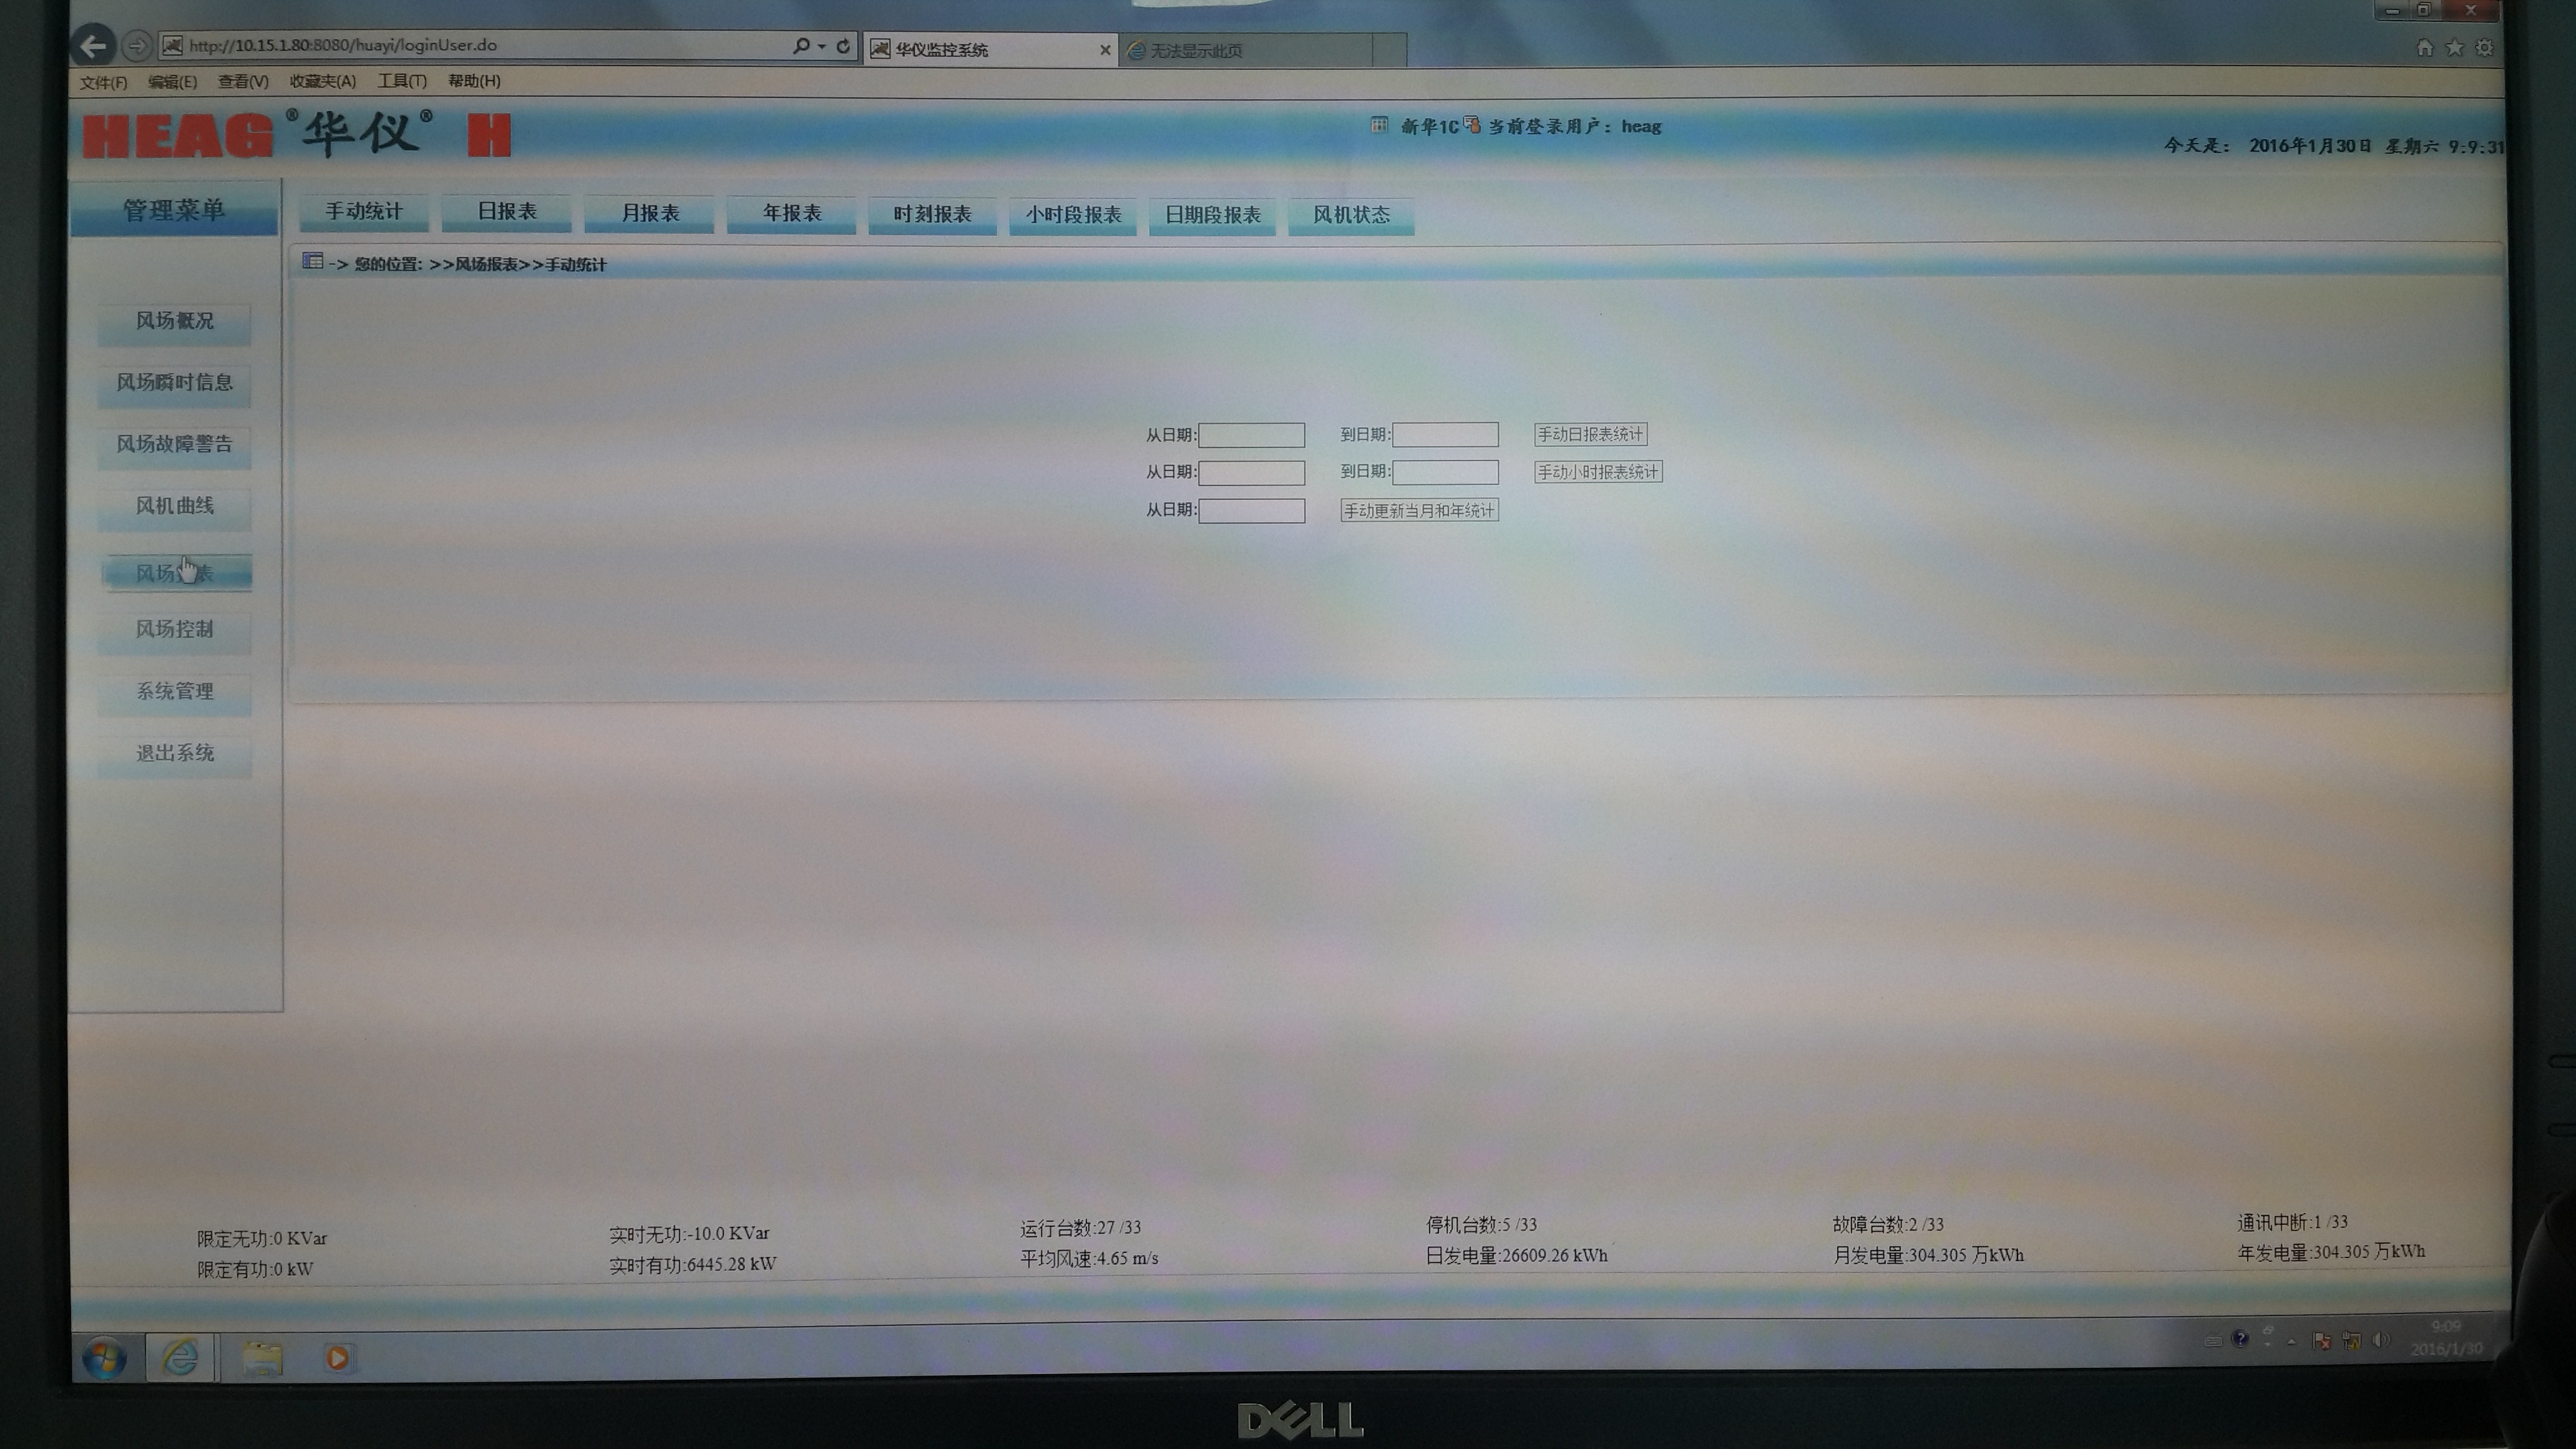 http://10.15.1.80:8080/huayi/loginUser.do
华仪监控系统
无法显示此页
文件(F) 编辑(E) 查看(V) 收藏夹(A) 工具(T) 帮助(H)
HEAG®华仪® H
新华1C 当前登录用户：heag
今天是： 2016年1月30日 星期六 9:9:31
管理菜单
手动统计 日报表 月报表 年报表 时刻报表 小时段报表 日期段报表 风机状态
-> 您的位置: >>风场报表>>手动统计
风场概况
风场瞬时信息
风场故障警告
风机曲线
风场 表
风场控制
系统管理
退出系统
从日期: 到日期: 手动日报表统计
从日期: 到日期: 手动小时报表统计
从日期: 手动更新当月和年统计
限定无功:0 KVar 实时无功:-10.0 KVar 运行台数:27 /33 停机台数:5 /33 故障台数:2 /33 通讯中断:1 /33
限定有功:0 kW 实时有功:6445.28 kW 平均风速:4.65 m/s 日发电量:26609.26 kWh 月发电量:304.305 万kWh 年发电量:304.305 万kWh
9:09
2016/1/30
DELL